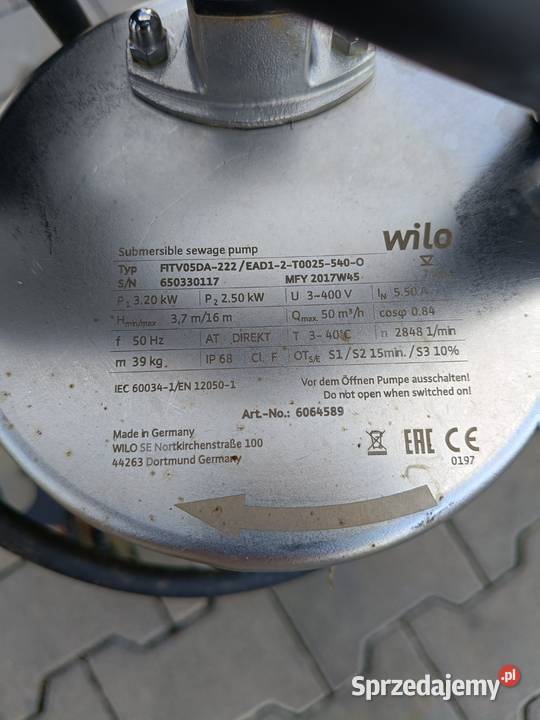 wilo
Submersible sewage pump
Typ FITV05DA-222/EAD1-2-T0025-540-O
S/N 650330117 MFY 2017W45
P1 3.20 kW P2 2.50 kW U 3~400 V IN 5.50 A
Hmin/max 3,7 m/16 m Qmax. 50 m³/h cosφ 0.84
f 50 Hz AT DIREKT T 3-40°C n 2848 1/min
m 39 kg IP 68 Cl. F OTS/E S1/S2 15min./S3 10%
IEC 60034-1/EN 12050-1 Vor dem Öffnen Pumpe ausschalten!
Do not open when switched on!
Art.-No.: 6064589
Made in Germany
WILO SE Nortkirchenstraße 100
44263 Dortmund Germany
EAC CE
0197
Sprzedajemy.pl